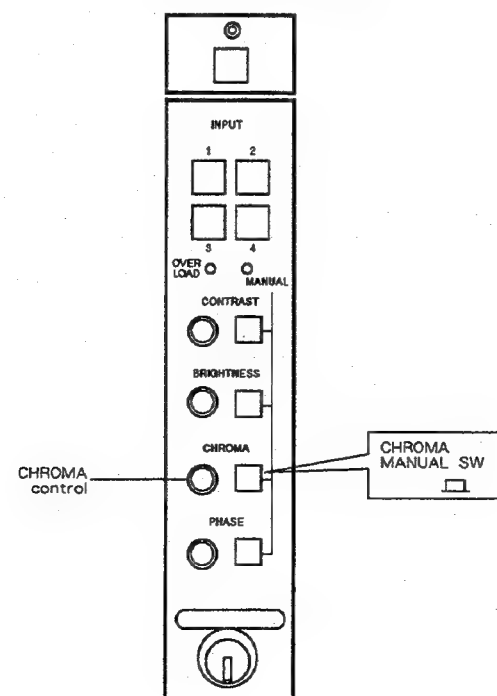 INPUT
1 2
3 4
OVER
LOAD
MANUAL
CONTRAST
BRIGHTNESS
CHROMA
CHROMA
control
CHROMA
MANUAL SW
PHASE